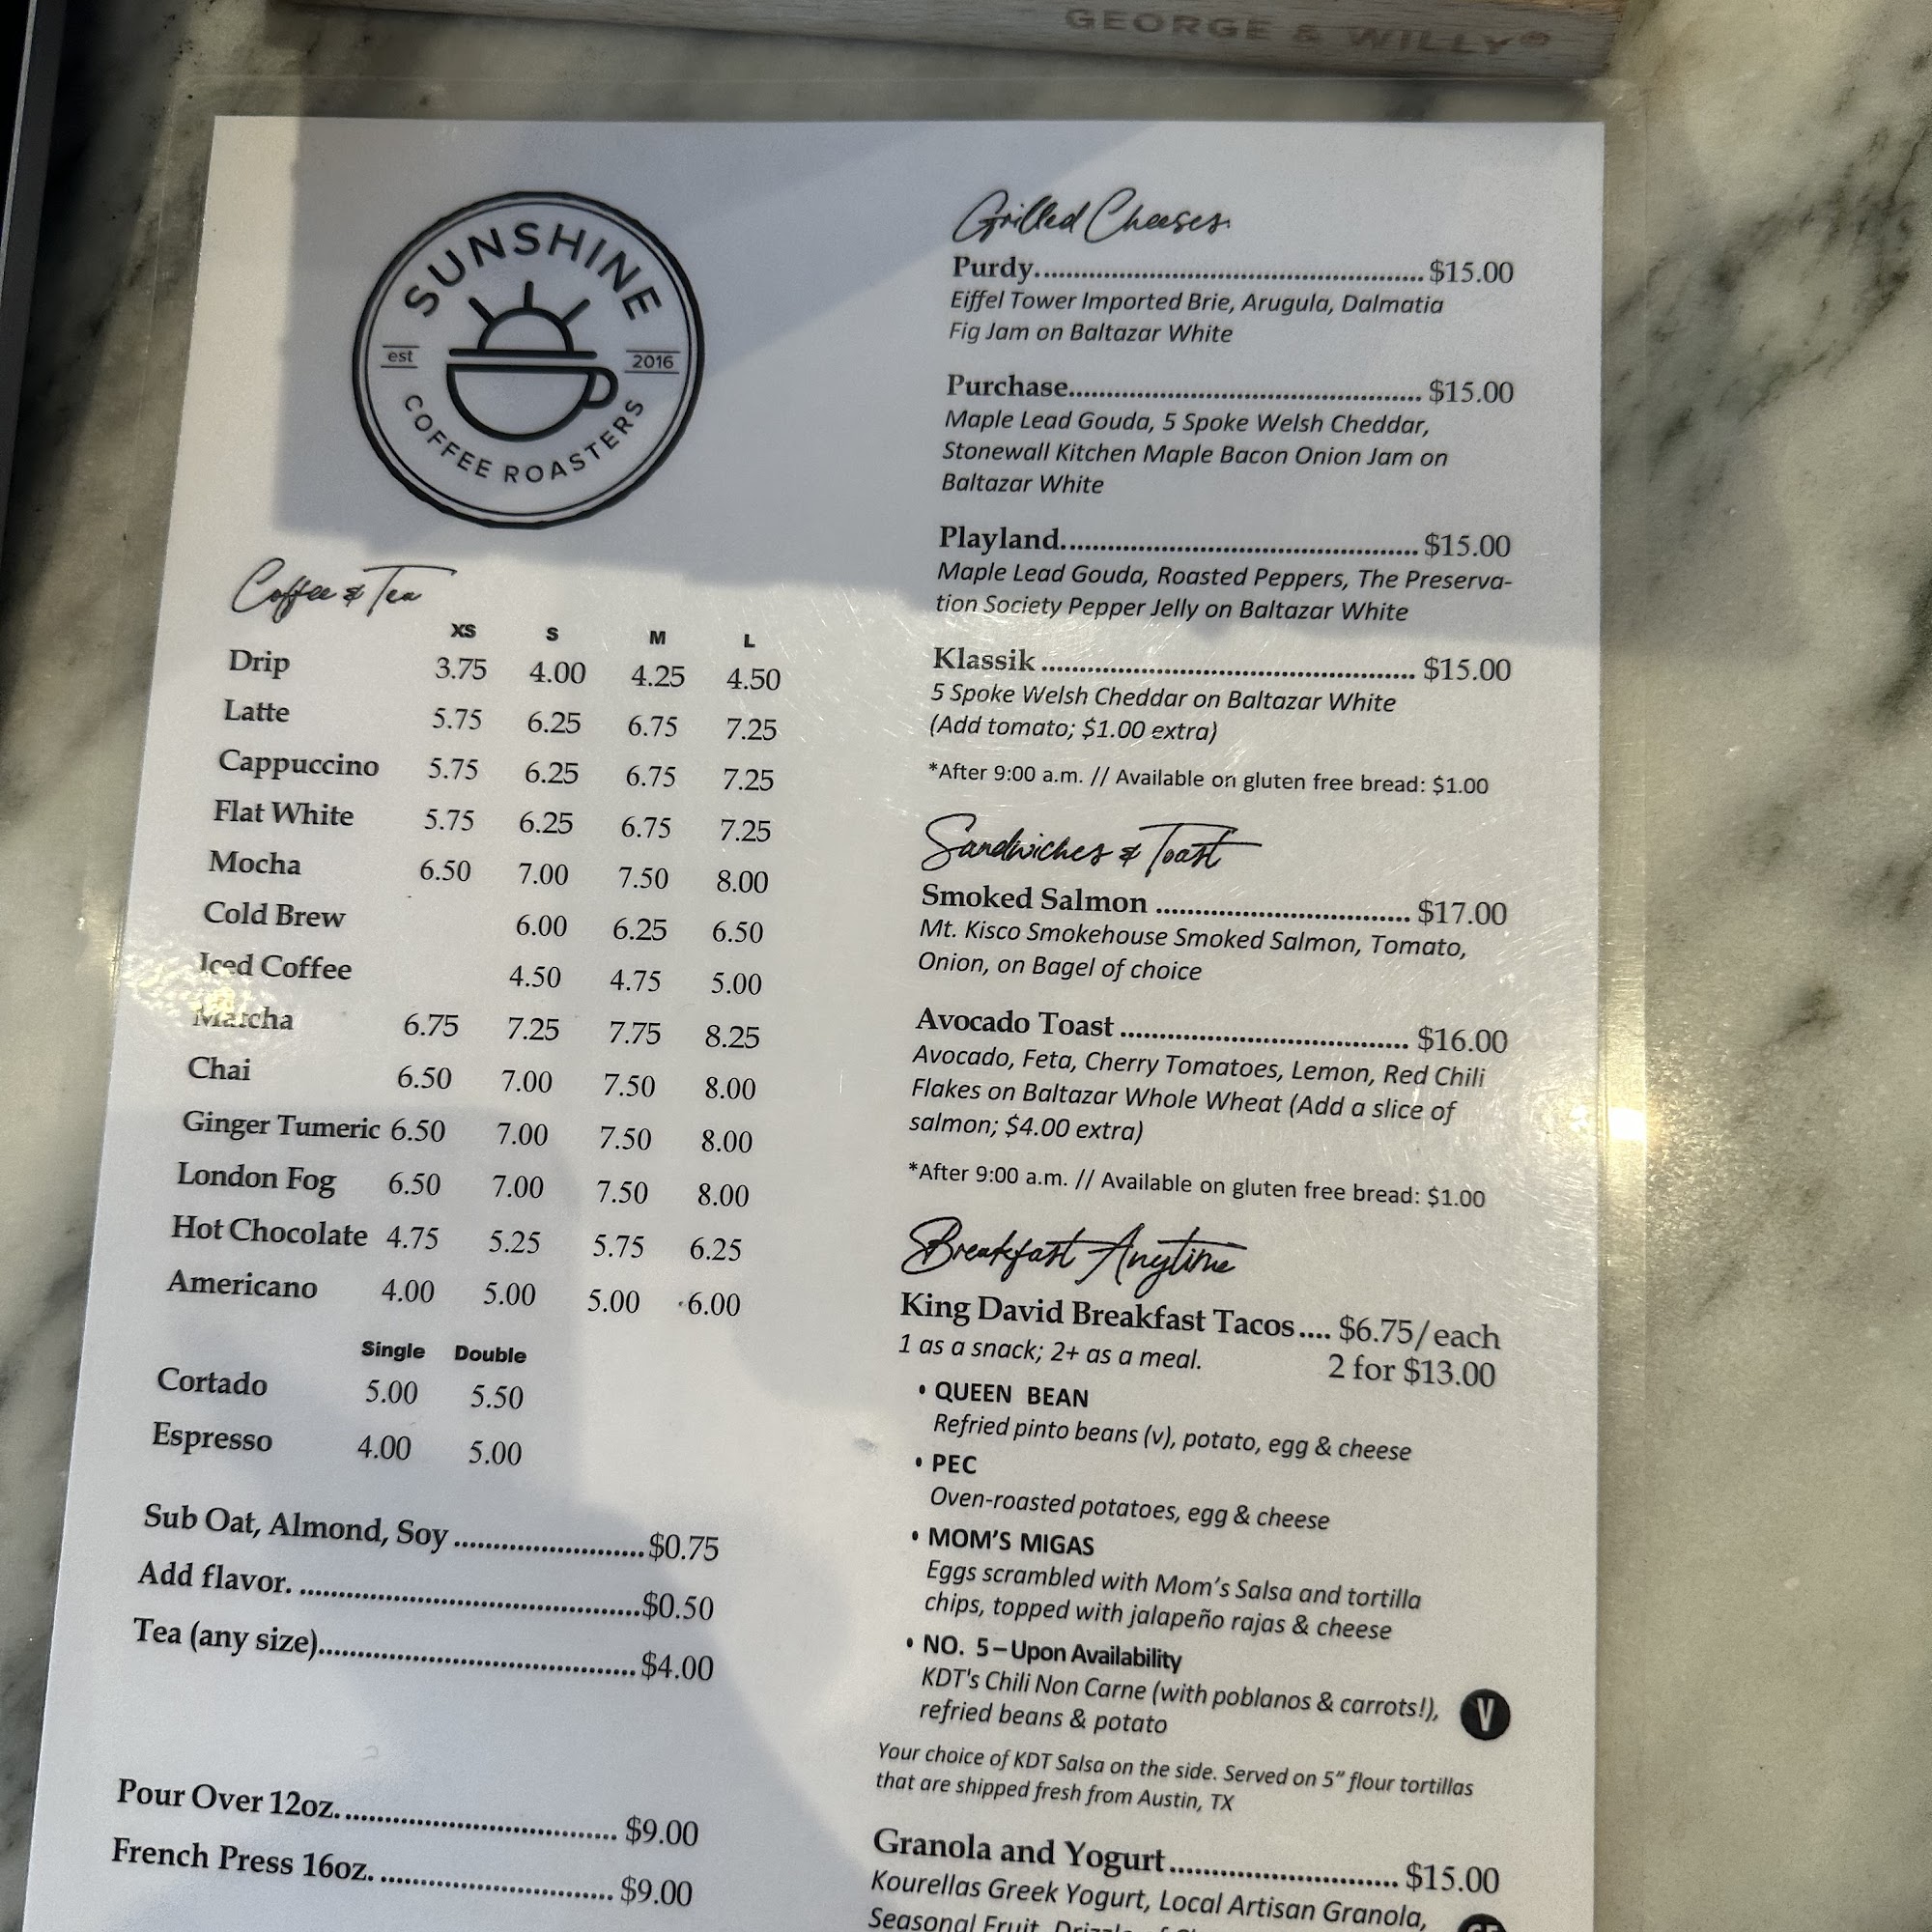 GEORGE & WILLY®
SUNSHINE
est
2016
COFFEE ROASTERS
Coffee & Tea
XS S M L
Drip 3.75 4.00 4.25 4.50
Latte 5.75 6.25 6.75 7.25
Cappuccino 5.75 6.25 6.75 7.25
Flat White 5.75 6.25 6.75 7.25
Mocha 6.50 7.00 7.50 8.00
Cold Brew 6.00 6.25 6.50
Iced Coffee 4.50 4.75 5.00
Matcha 6.75 7.25 7.75 8.25
Chai 6.50 7.00 7.50 8.00
Ginger Tumeric 6.50 7.00 7.50 8.00
London Fog 6.50 7.00 7.50 8.00
Hot Chocolate 4.75 5.25 5.75 6.25
Americano 4.00 5.00 5.00 6.00
Single Double
Cortado 5.00 5.50
Espresso 4.00 5.00
Sub Oat, Almond, Soy ........................$0.75
Add flavor. ...........................................$0.50
Tea (any size)........................................$4.00
Pour Over 12oz................................... $9.00
French Press 16oz. ............................. $9.00
Grilled Cheeses
Purdy................................................. $15.00
Eiffel Tower Imported Brie, Arugula, Dalmatia
Fig Jam on Baltazar White
Purchase............................................. $15.00
Maple Lead Gouda, 5 Spoke Welsh Cheddar,
Stonewall Kitchen Maple Bacon Onion Jam on
Baltazar White
Playland.............................................. $15.00
Maple Lead Gouda, Roasted Peppers, The Preserva-
tion Society Pepper Jelly on Baltazar White
Klassik ................................................ $15.00
5 Spoke Welsh Cheddar on Baltazar White
(Add tomato; $1.00 extra)
*After 9:00 a.m. // Available on gluten free bread: $1.00
Sandwiches & Toast
Smoked Salmon ................................ $17.00
Mt. Kisco Smokehouse Smoked Salmon, Tomato,
Onion, on Bagel of choice
Avocado Toast .................................... $16.00
Avocado, Feta, Cherry Tomatoes, Lemon, Red Chili
Flakes on Baltazar Whole Wheat (Add a slice of
salmon; $4.00 extra)
*After 9:00 a.m. // Available on gluten free bread: $1.00
Breakfast Anytime
King David Breakfast Tacos.... $6.75/each
1 as a snack; 2+ as a meal. 2 for $13.00
• QUEEN BEAN
Refried pinto beans (v), potato, egg & cheese
• PEC
Oven-roasted potatoes, egg & cheese
• MOM'S MIGAS
Eggs scrambled with Mom's Salsa and tortilla
chips, topped with jalapeño rajas & cheese
• NO. 5 – Upon Availability
KDT's Chili Non Carne (with poblanos & carrots!),
refried beans & potato
V
Your choice of KDT Salsa on the side. Served on 5" flour tortillas
that are shipped fresh from Austin, TX
Granola and Yogurt............................. $15.00
Kourellas Greek Yogurt, Local Artisan Granola,
Seasonal Fruit, Drizzle of